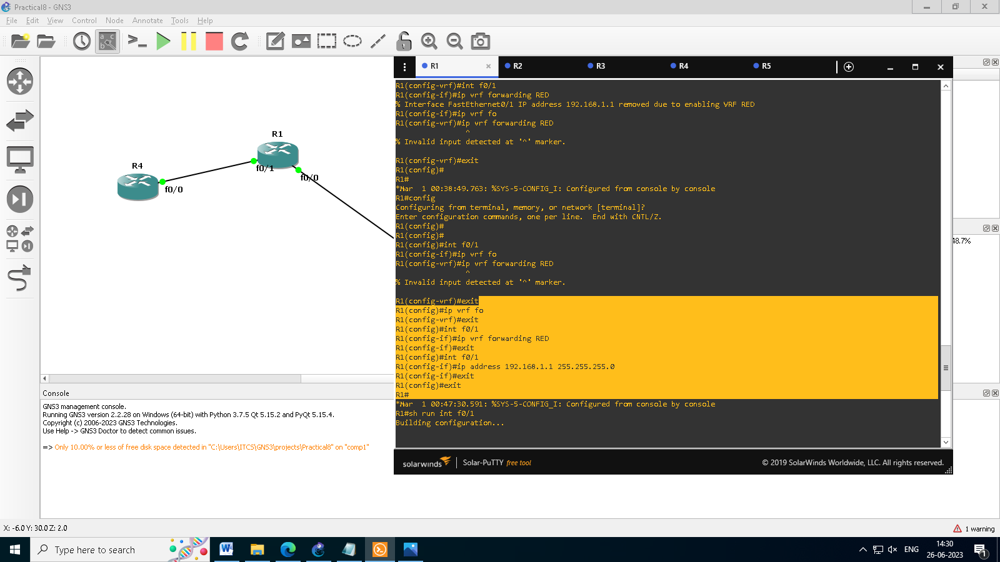 Practical8 - GNS3
File Edit View Control Node Annotate Tools Help
R1
R2
R3
R4
R5
R1
f0/1
f0/0
R4
f0/0
R1(config-vrf)#int f0/1
R1(config-if)#ip vrf forwarding RED
% Interface FastEthernet0/1 IP address 192.168.1.1 removed due to enabling VRF RED
R1(config-if)#ip vrf fo
R1(config-vrf)#ip vrf forwarding RED
^
% Invalid input detected at '^' marker.
R1(config-vrf)#exit
R1(config)#
R1#
*Mar  1 00:38:49.763: %SYS-5-CONFIG_I: Configured from console by console
R1#config
Configuring from terminal, memory, or network [terminal]?
Enter configuration commands, one per line.  End with CNTL/Z.
R1(config)#
R1(config)#
R1(config)#int f0/1
R1(config-if)#ip vrf fo
R1(config-vrf)#ip vrf forwarding RED
^
% Invalid input detected at '^' marker.
R1(config-vrf)#exit
R1(config)#ip vrf fo
R1(config-vrf)#exit
R1(config)#int f0/1
R1(config-if)#ip vrf forwarding RED
R1(config-if)#exit
R1(config)#int f0/1
R1(config-if)#ip address 192.168.1.1 255.255.255.0
R1(config-if)#exit
R1(config)#exit
R1#
*Mar  1 00:47:30.591: %SYS-5-CONFIG_I: Configured from console by console
R1#sh run int f0/1
Building configuration...
solarwinds Solar-PuTTY free tool
© 2019 SolarWinds Worldwide, LLC. All rights reserved.
48.7%
Console
GNS3 management console.
Running GNS3 version 2.2.28 on Windows (64-bit) with Python 3.7.5 Qt 5.15.2 and PyQt 5.15.4.
Copyright (c) 2006-2023 GNS3 Technologies.
Use Help -> GNS3 Doctor to detect common issues.
=> Only 10.00% or less of free disk space detected in "C:\Users\ITCS\GNS3\projects\Practical8" on "comp1"
X: -6.0 Y: 30.0 Z: 2.0
1 warning
Type here to search
ENG
14:30
26-06-2023
1